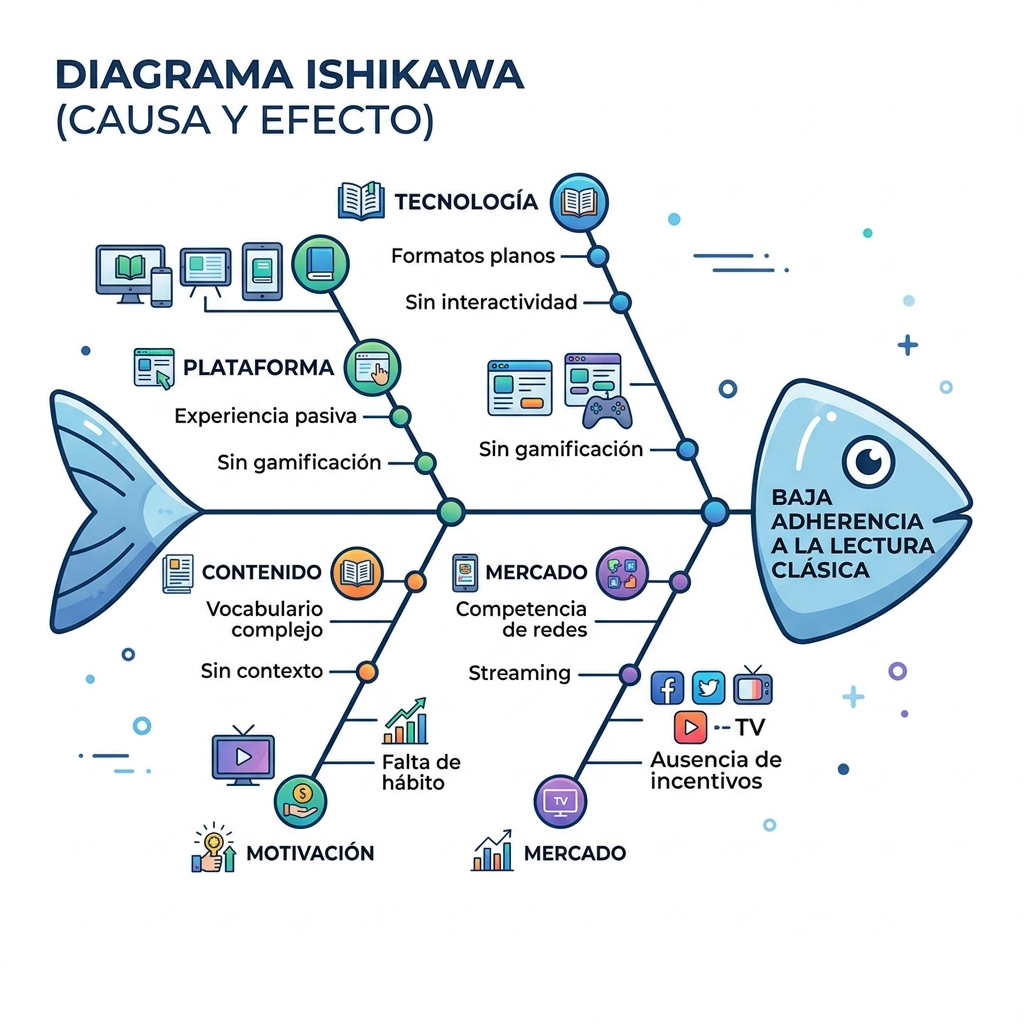 DIAGRAMA ISHIKAWA
(CAUSA Y EFECTO)
TECNOLOGÍA
Formatos planos
Sin interactividad
PLATAFORMA
Experiencia pasiva
Sin gamificación
Sin gamificación
BAJA
ADHERENCIA
A LA LECTURA
CLÁSICA
CONTENIDO
Vocabulario
complejo
Sin contexto
Falta de
hábito
MOTIVACIÓN
MERCADO
Competencia
de redes
Streaming
TV
Ausencia de
incentivos
TV
MERCADO